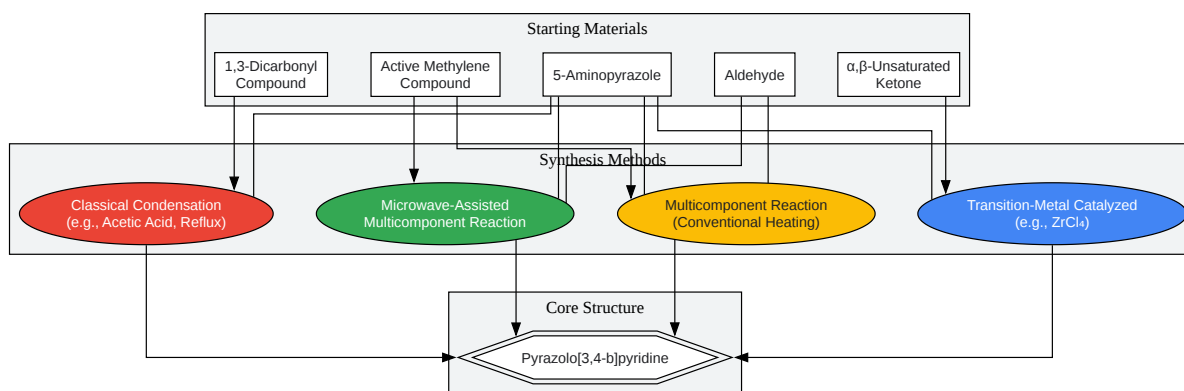 Starting Materials
1,3-Dicarbonyl
Compound
Active Methylene
Compound
5-Aminopyrazole
Aldehyde
α,β-Unsaturated
Ketone
Synthesis Methods
Classical Condensation
(e.g., Acetic Acid, Reflux)
Microwave-Assisted
Multicomponent Reaction
Multicomponent Reaction
(Conventional Heating)
Transition-Metal Catalyzed
(e.g., ZrCl₄)
Core Structure
Pyrazolo[3,4-b]pyridine